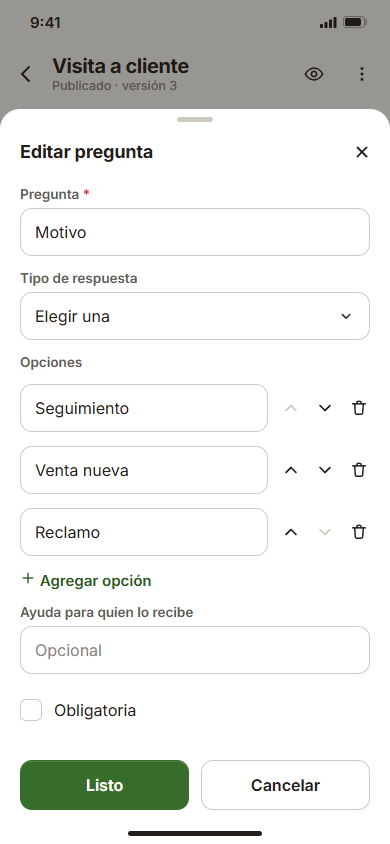 9:41
Visita a cliente
Publicado · versión 3
Editar pregunta
Pregunta *
Motivo
Tipo de respuesta
Elegir una
Opciones
Seguimiento
Venta nueva
Reclamo
+ Agregar opción
Ayuda para quien lo recibe
Opcional
Obligatoria
Listo
Cancelar